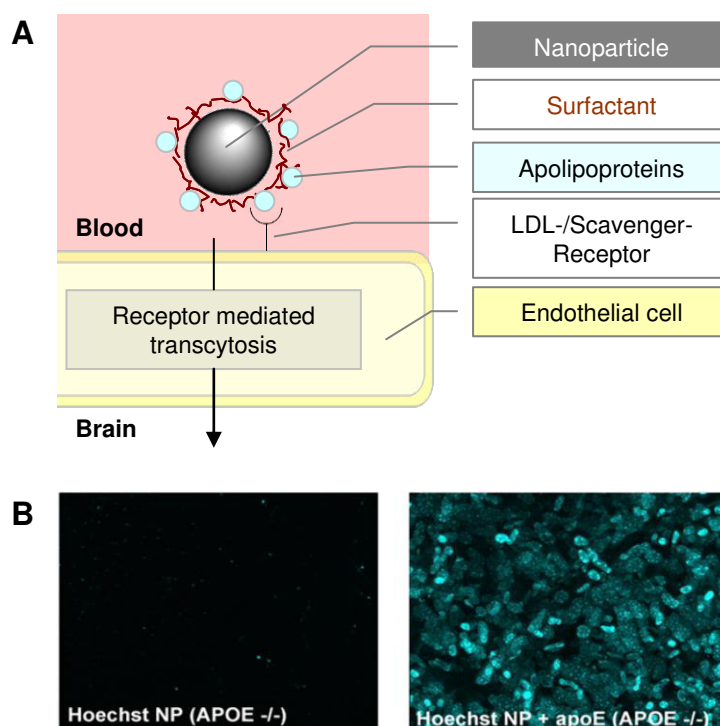 A
Nanoparticle
Surfactant
Apolipoproteins
LDL-/Scavenger-
Receptor
Endothelial cell
Blood
Receptor mediated
transcytosis
Brain
B
Hoechst NP (APOE -/-)
Hoechst NP + apoE (APOE -/-)